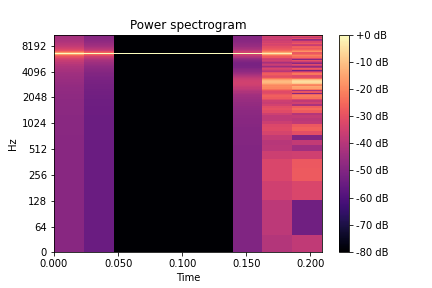 Power spectrogram
8192
4096
2048
1024
512
256
128
64
0
Hz
0.000 0.050 0.100 0.150 0.200
Time
+0 dB
-10 dB
-20 dB
-30 dB
-40 dB
-50 dB
-60 dB
-70 dB
-80 dB